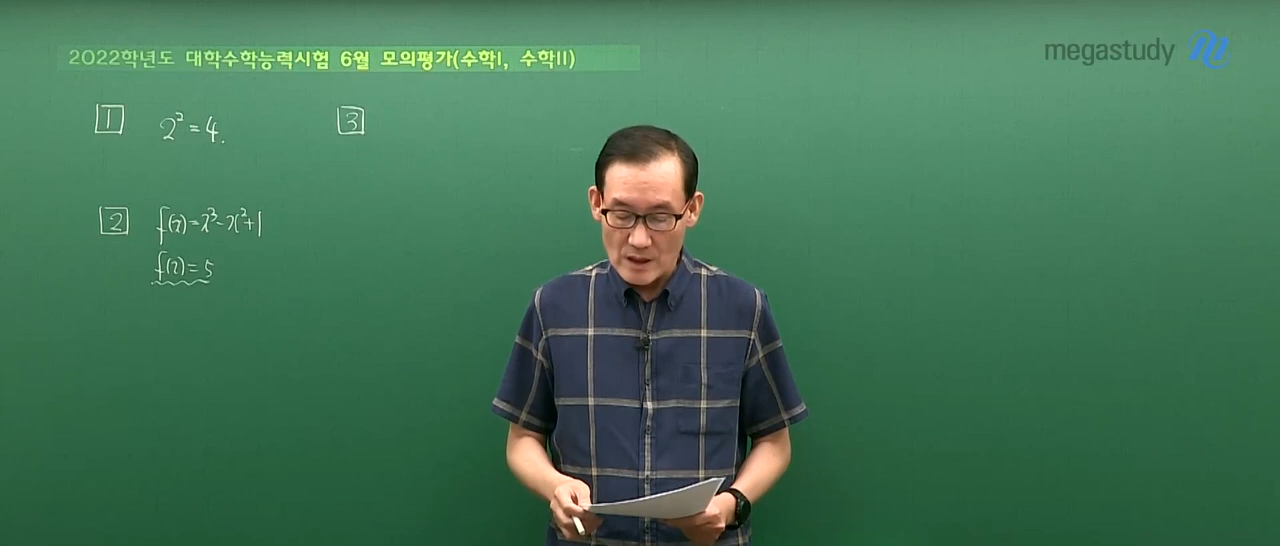 2022학년도 대학수학능력시험 6월 모의평가(수학I, 수학II)
megastudy
1 2² = 4.
3
2 f(x)=x³-x²+1
f(2)=5